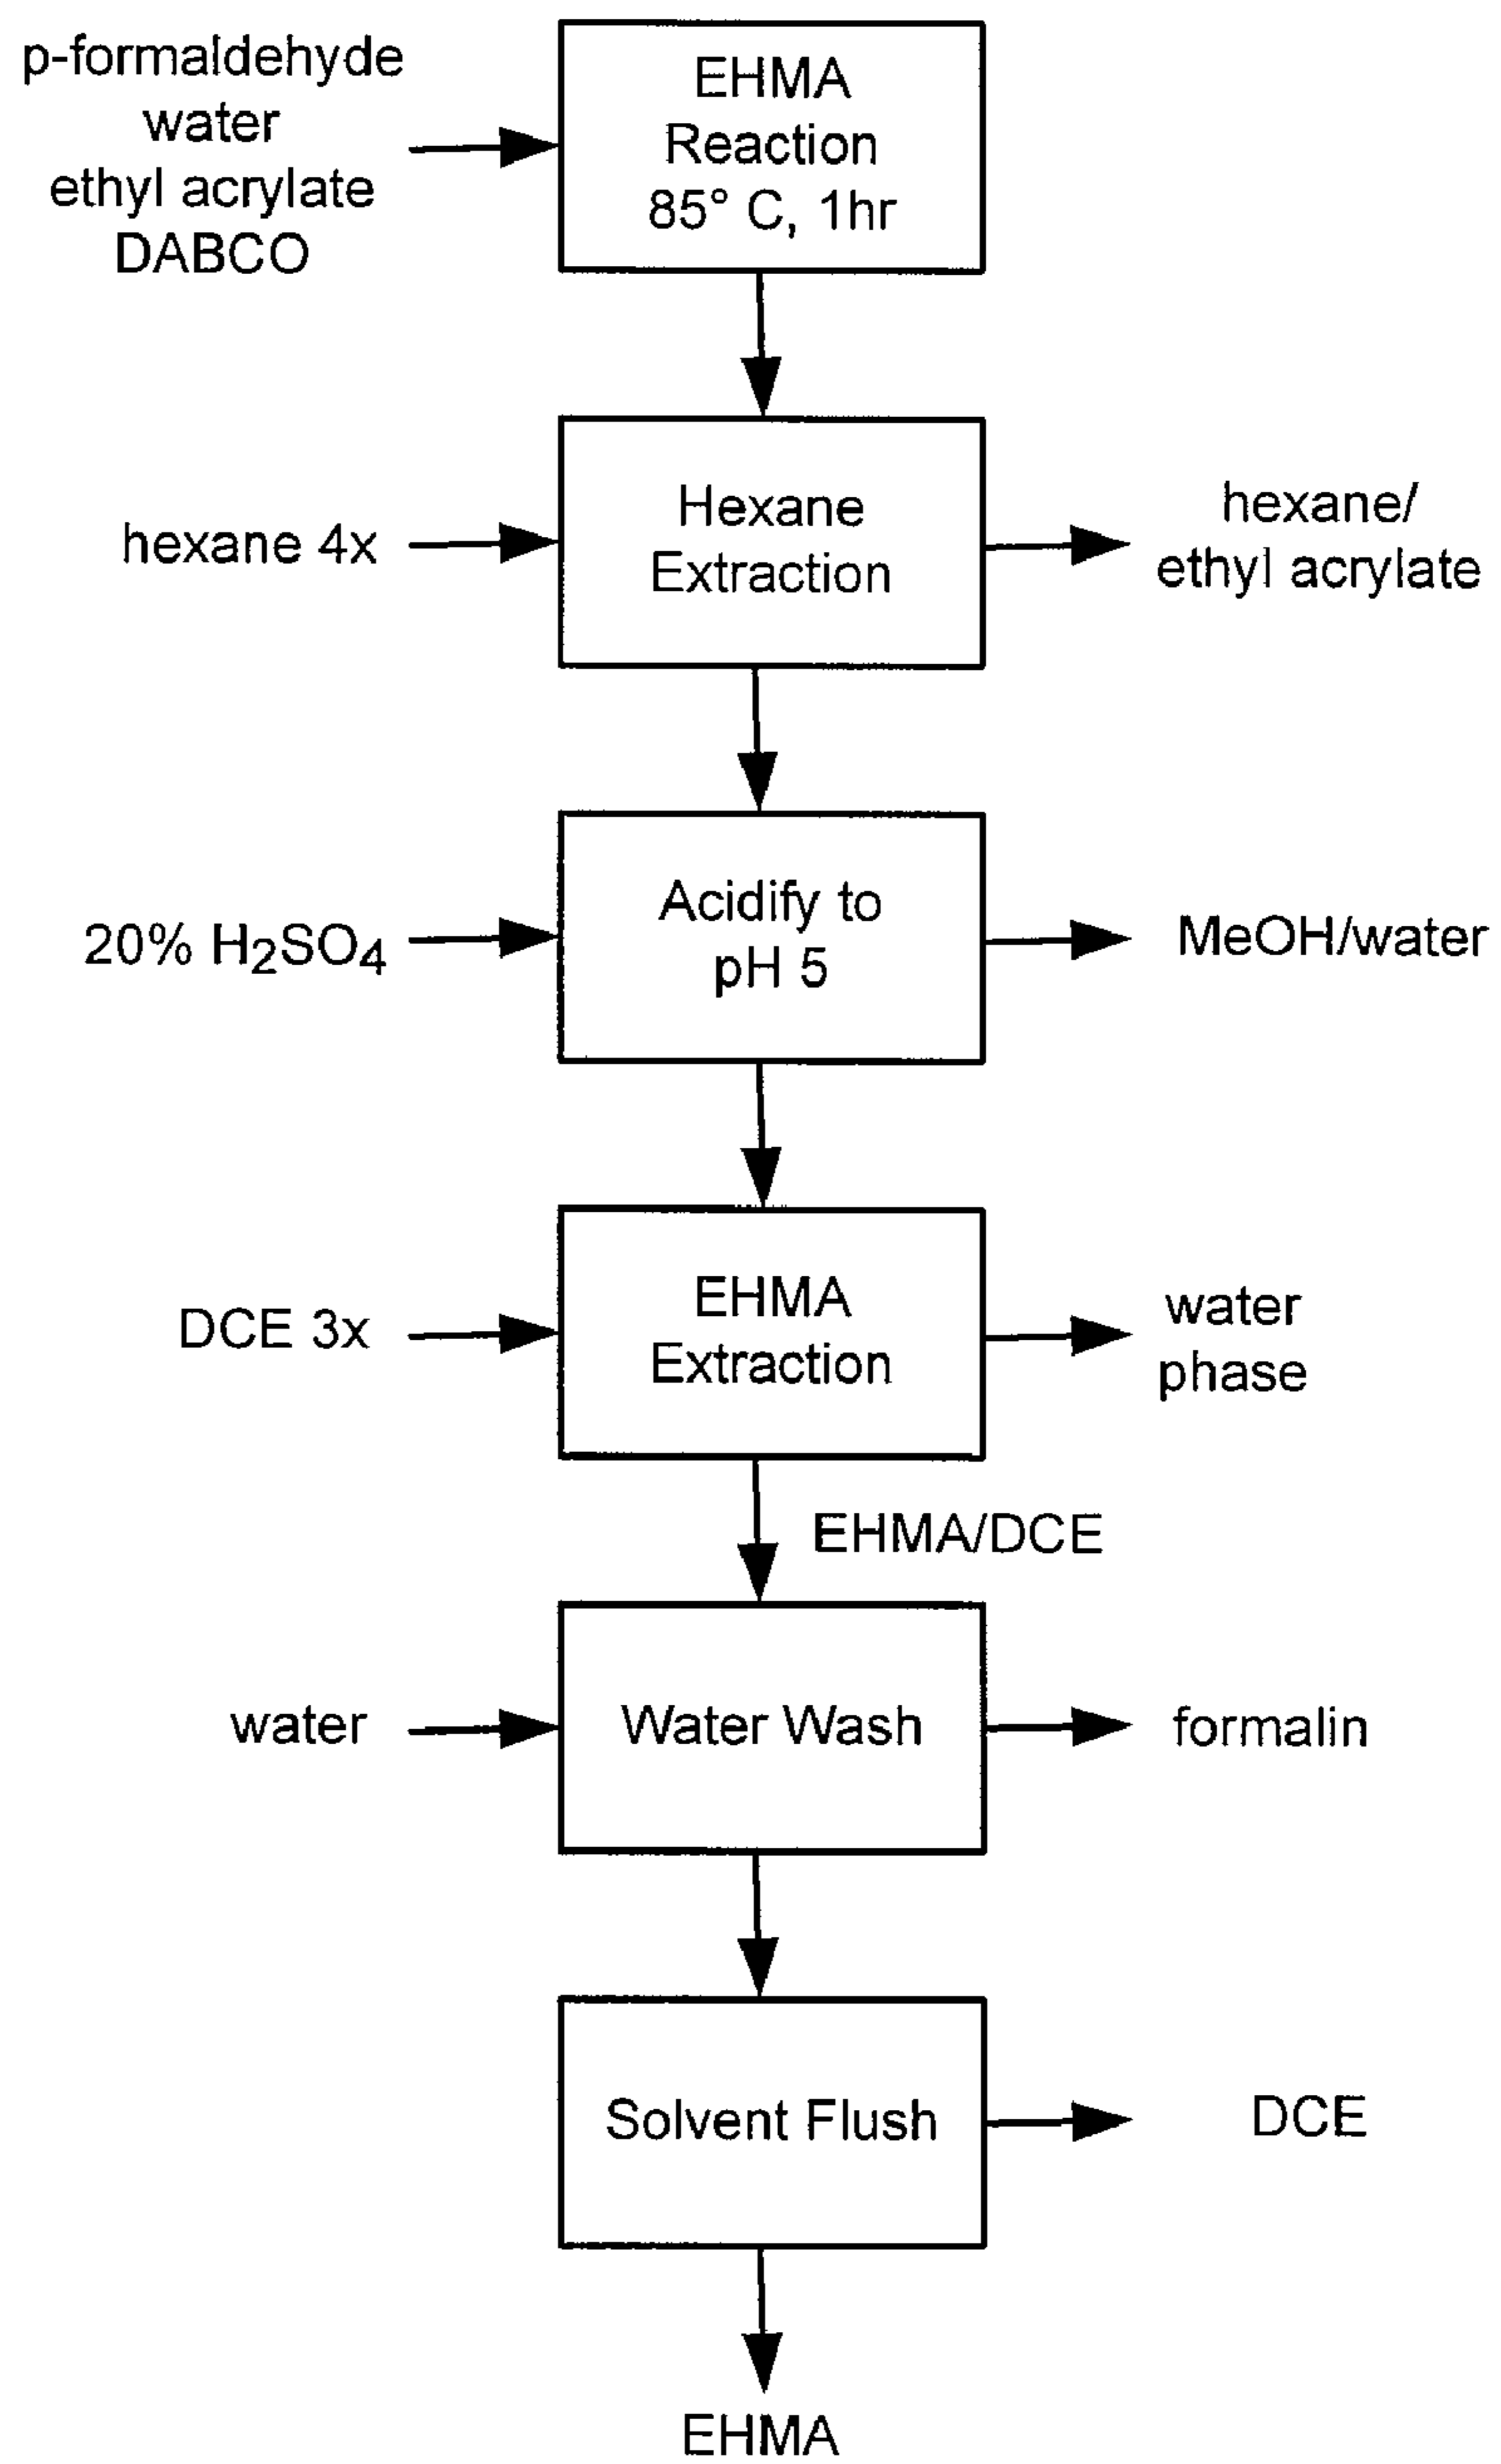 p-formaldehyde
water
ethyl acrylate
DABCO
EHMA
Reaction
85° C, 1hr
hexane 4x
Hexane
Extraction
hexane/
ethyl acrylate
20% H₂SO₄
Acidify to
pH 5
MeOH/water
DCE 3x
EHMA
Extraction
water
phase
EHMA/DCE
water
Water Wash
formalin
Solvent Flush
DCE
EHMA